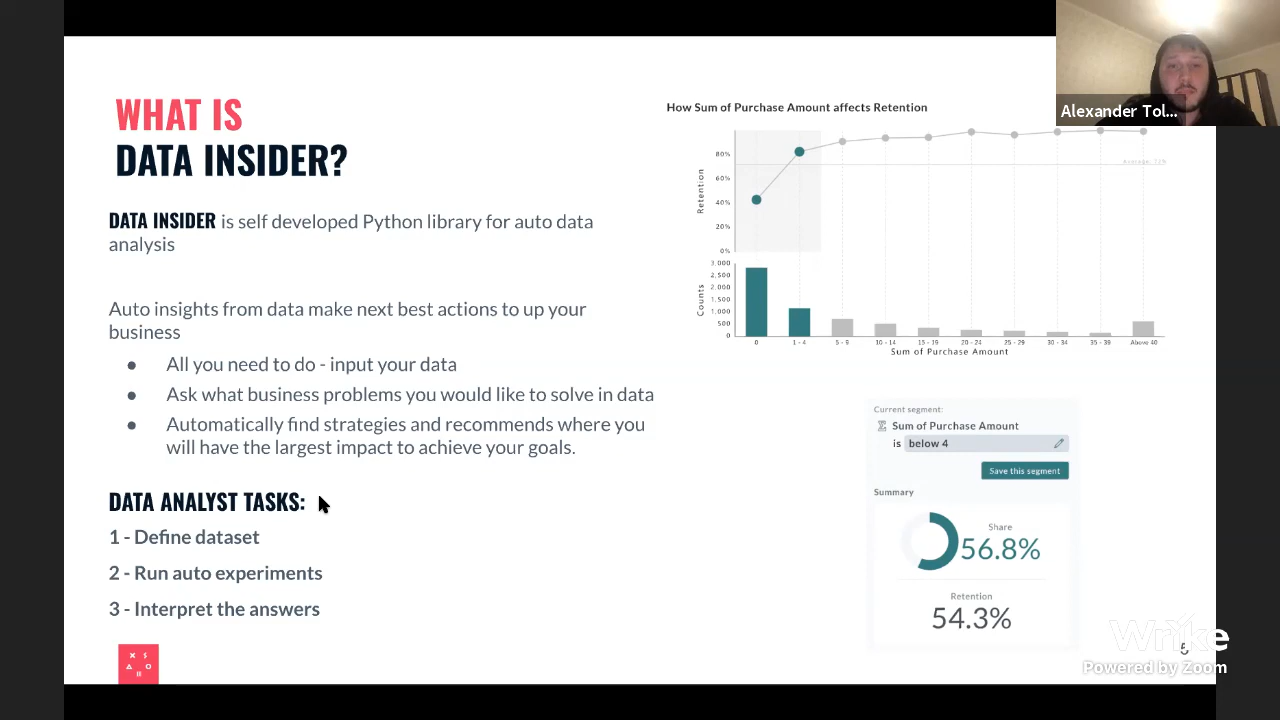 WHAT IS
DATA INSIDER?
DATA INSIDER is self developed Python library for auto data
analysis
Auto insights from data make next best actions to up your
business
● All you need to do - input your data
● Ask what business problems you would like to solve in data
● Automatically find strategies and recommends where you
will have the largest impact to achieve your goals.
DATA ANALYST TASKS:
1 - Define dataset
2 - Run auto experiments
3 - Interpret the answers
How Sum of Purchase Amount affects Retention
Retention
80%
60%
40%
20%
0%
Average: 72%
Counts
3,000
2,500
2,000
1,500
1,000
500
0
0 1 - 4 5 - 9 10 - 14 15 - 19 20 - 24 25 - 29 30 - 34 35 - 39 Above 40
Sum of Purchase Amount
Current segment:
Sum of Purchase Amount
is below 4
Save this segment
Summary
Share
56.8%
Retention
54.3%
Alexander Tol...
5
Wrike
Powered by Zoom